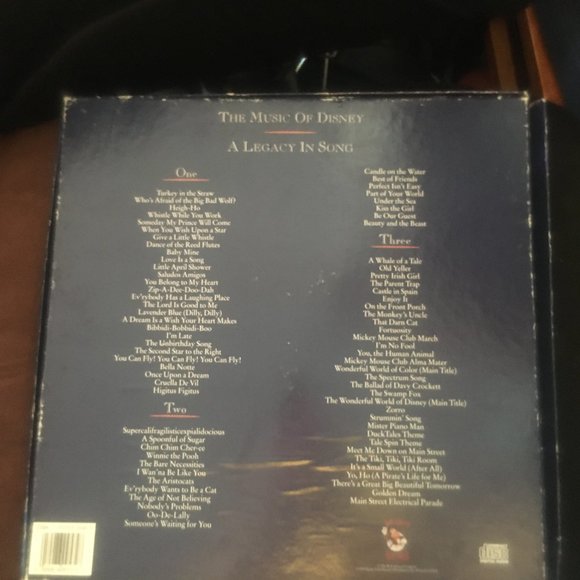 The Music Of Disney
A Legacy In Song
One
Turkey in the Straw
Who's Afraid of the Big Bad Wolf?
Heigh-Ho
Whistle While You Work
Someday My Prince Will Come
When You Wish Upon a Star
Give a Little Whistle
Dance of the Reed Flutes
Baby Mine
Love Is a Song
Little April Shower
Saludos Amigos
You Belong to My Heart
Zip-A-Dee-Doo-Dah
Ev'rybody Has a Laughing Place
The Lord Is Good to Me
Lavender Blue (Dilly, Dilly)
A Dream Is a Wish Your Heart Makes
Bibbidi-Bobbidi-Boo
I'm Late
The Unbirthday Song
The Second Star to the Right
You Can Fly! You Can Fly! You Can Fly!
Bella Notte
Once Upon a Dream
Cruella De Vil
Higitus Figitus
Two
Supercalifragilisticexpialidocious
A Spoonful of Sugar
Chim Chim Cher-ee
Winnie the Pooh
The Bare Necessities
I Wan'na Be Like You
The Aristocats
Ev'rybody Wants to Be a Cat
The Age of Not Believing
Nobody's Problems
Oo-De-Lally
Someone's Waiting for You
Candle on the Water
Best of Friends
Perfect Isn't Easy
Part of Your World
Under the Sea
Kiss the Girl
Be Our Guest
Beauty and the Beast
Three
A Whale of a Tale
Old Yeller
Pretty Irish Girl
The Parent Trap
Castle in Spain
Enjoy It
On the Front Porch
The Monkey's Uncle
That Darn Cat
Fortuosity
Mickey Mouse Club March
I'm No Fool
You, the Human Animal
Mickey Mouse Club Alma Mater
Wonderful World of Color (Main Title)
The Spectrum Song
The Ballad of Davy Crockett
The Swamp Fox
The Wonderful World of Disney (Main Title)
Zorro
Strummin' Song
Mister Piano Man
DuckTales Theme
Tale Spin Theme
Meet Me Down on Main Street
The Tiki, Tiki, Tiki Room
It's a Small World (After All)
Yo, Ho (A Pirate's Life for Me)
There's a Great Big Beautiful Tomorrow
Golden Dream
Main Street Electrical Parade